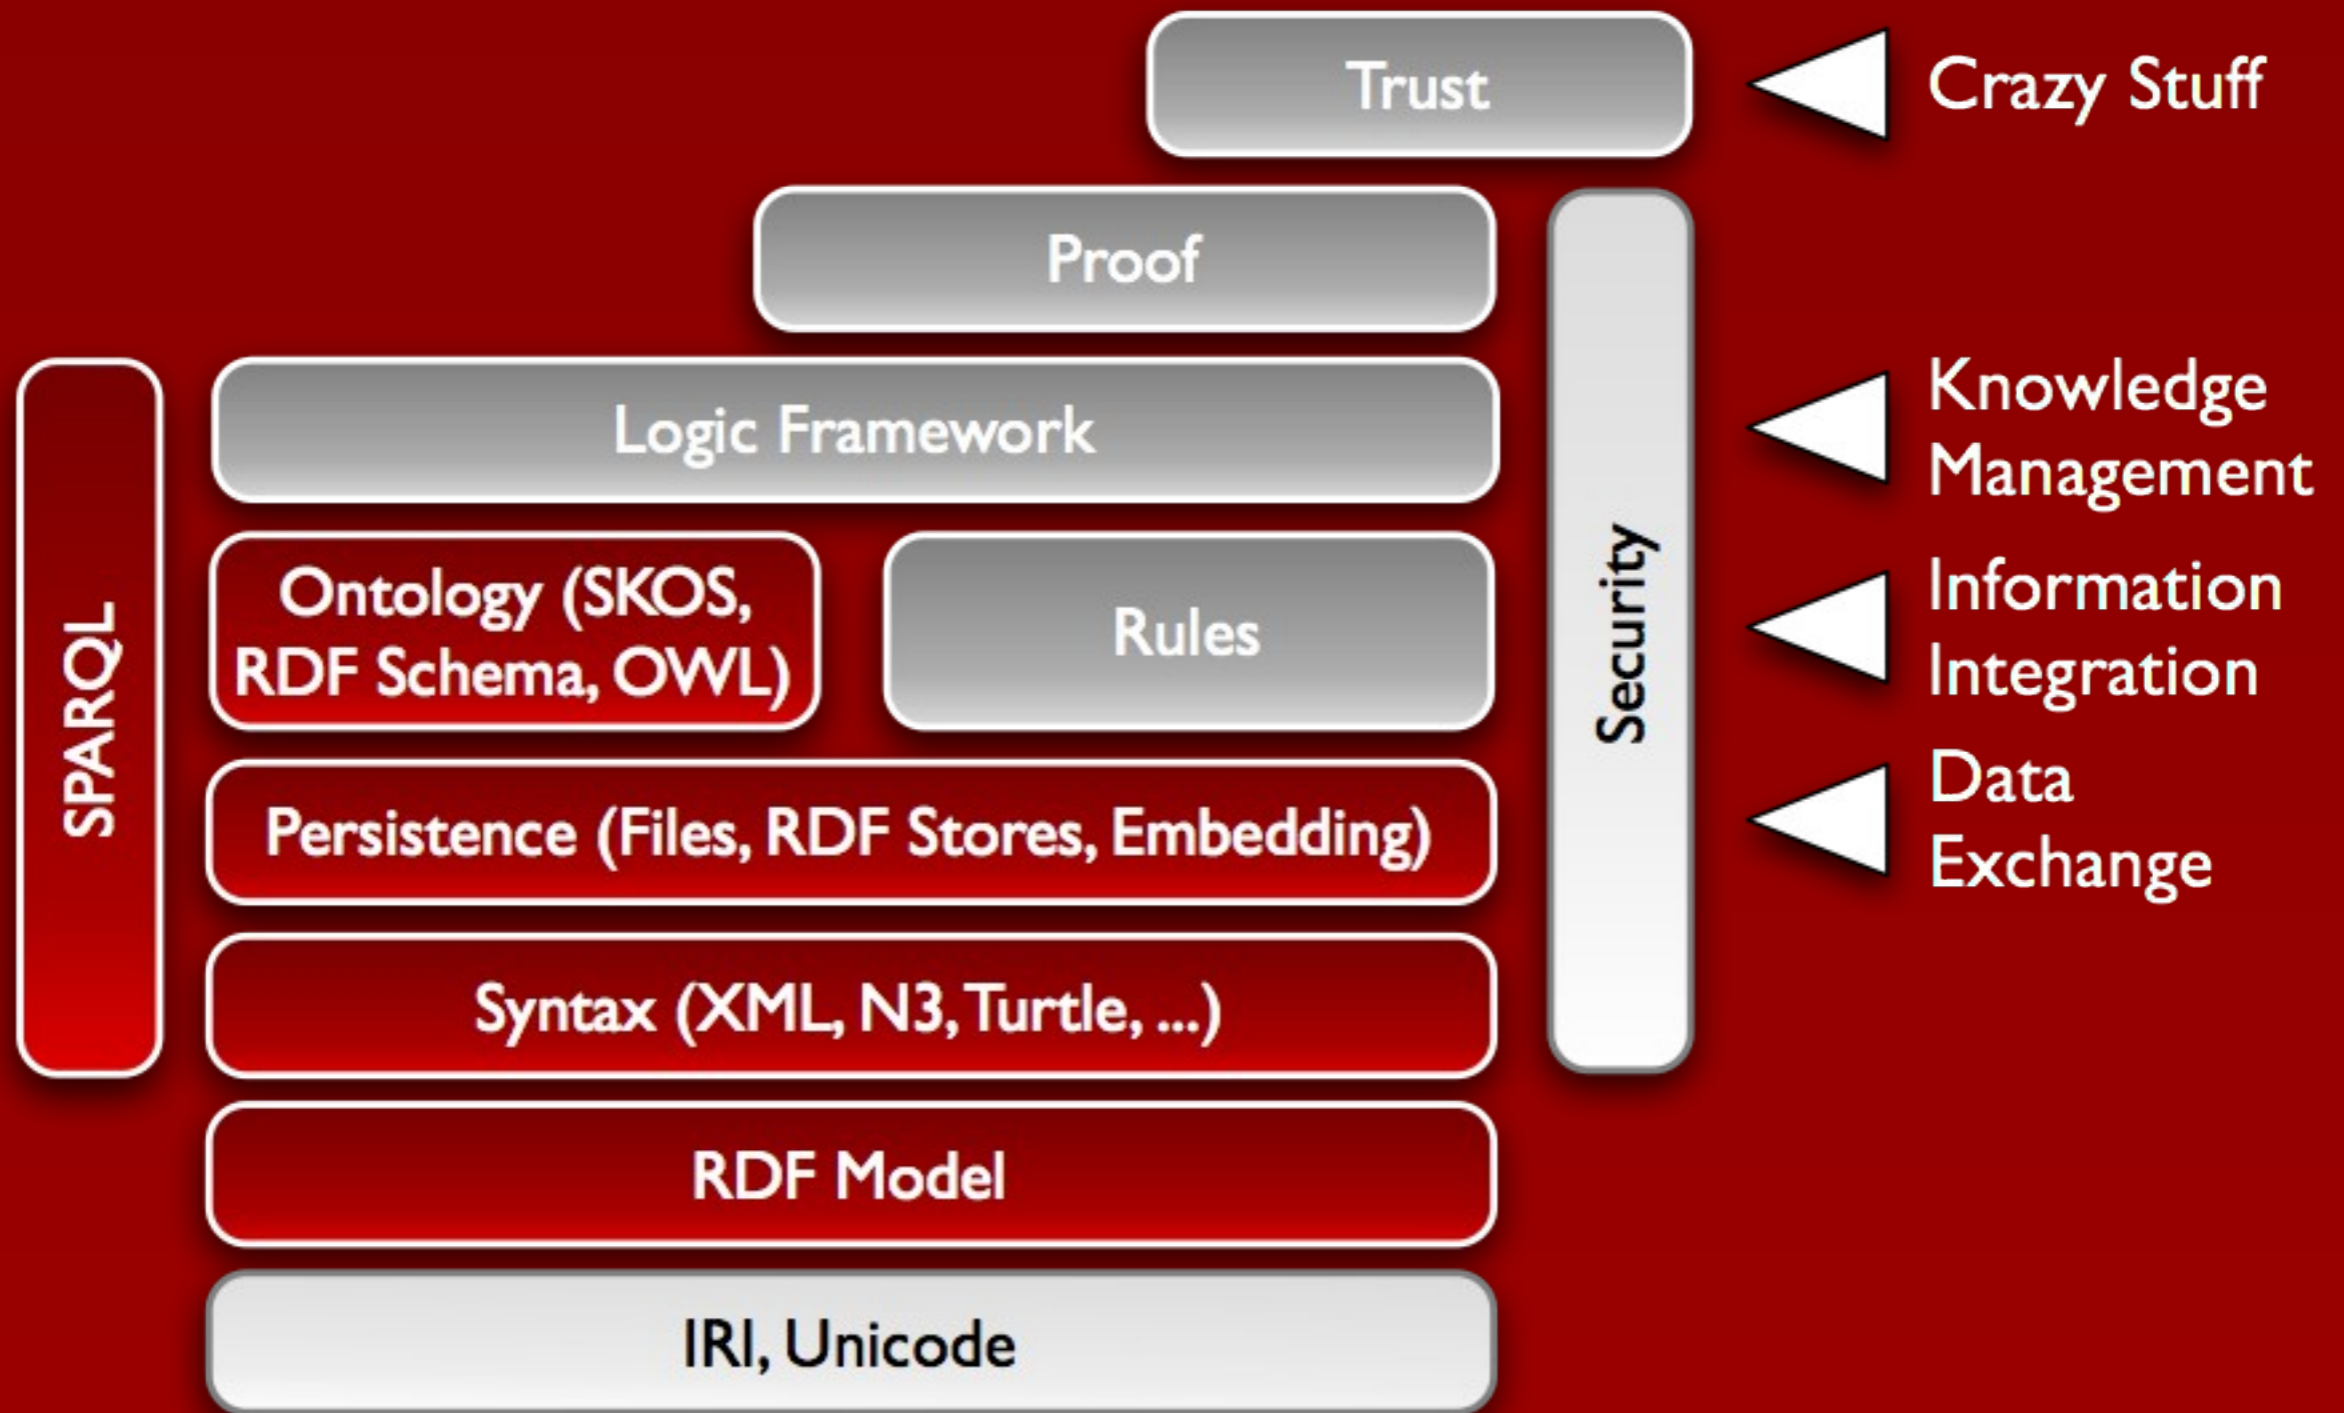 Trust
Crazy Stuff
Proof
Logic Framework
Knowledge
Management
Ontology (SKOS,
RDF Schema, OWL)
Rules
Information
Integration
SPARQL
Security
Persistence (Files, RDF Stores, Embedding)
Data
Exchange
Syntax (XML, N3, Turtle, ...)
RDF Model
IRI, Unicode